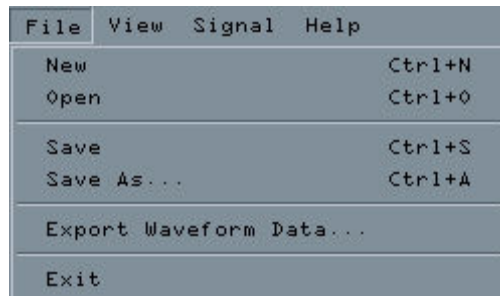 File View Signal Help
New Ctrl+N
Open Ctrl+O
Save Ctrl+S
Save As... Ctrl+A
Export Waveform Data...
Exit